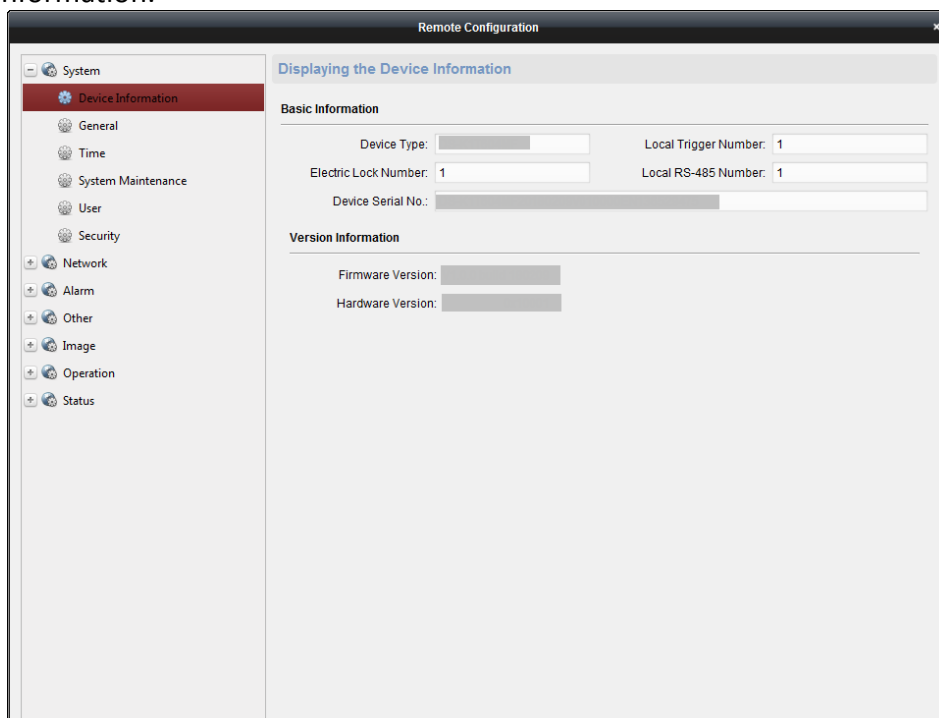 Remote Configuration
×
System
Device Information
General
Time
System Maintenance
User
Security
Network
Alarm
Other
Image
Operation
Status
Displaying the Device Information
Basic Information
Device Type:
Local Trigger Number: 1
Electric Lock Number: 1
Local RS-485 Number: 1
Device Serial No.:
Version Information
Firmware Version:
Hardware Version: